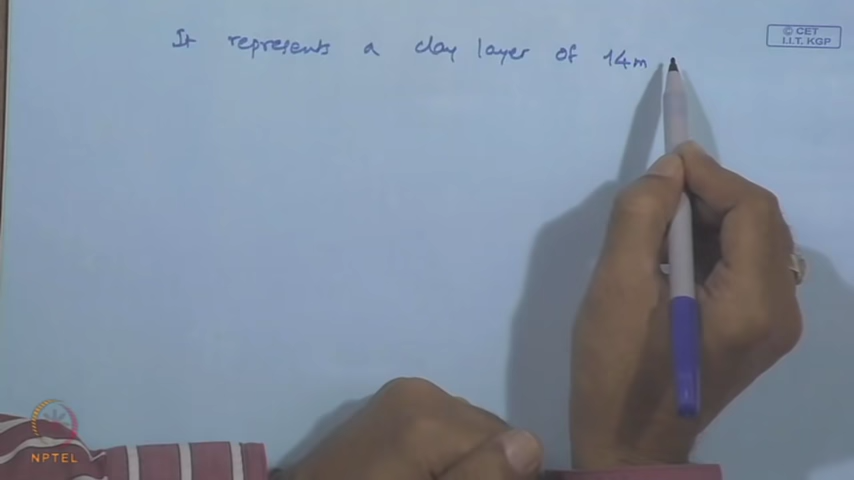 It represents a clay layer of 14m
© CET
I.I.T. KGP
NPTEL